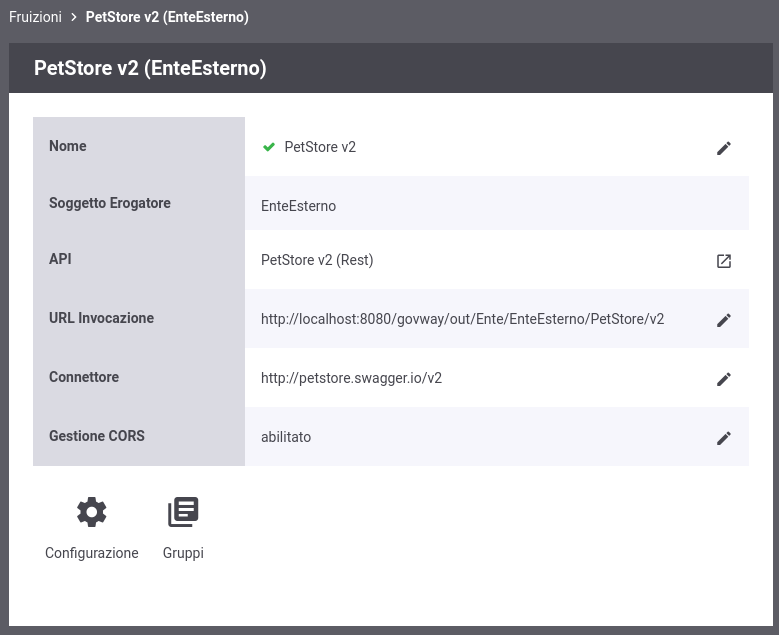 Fruizioni > PetStore v2 (EnteEsterno)
PetStore v2 (EnteEsterno)
Nome PetStore v2
Soggetto Erogatore EnteEsterno
API PetStore v2 (Rest)
URL Invocazione http://localhost:8080/govway/out/Ente/EnteEsterno/PetStore/v2
Connettore http://petstore.swagger.io/v2
Gestione CORS abilitato
Configurazione Gruppi